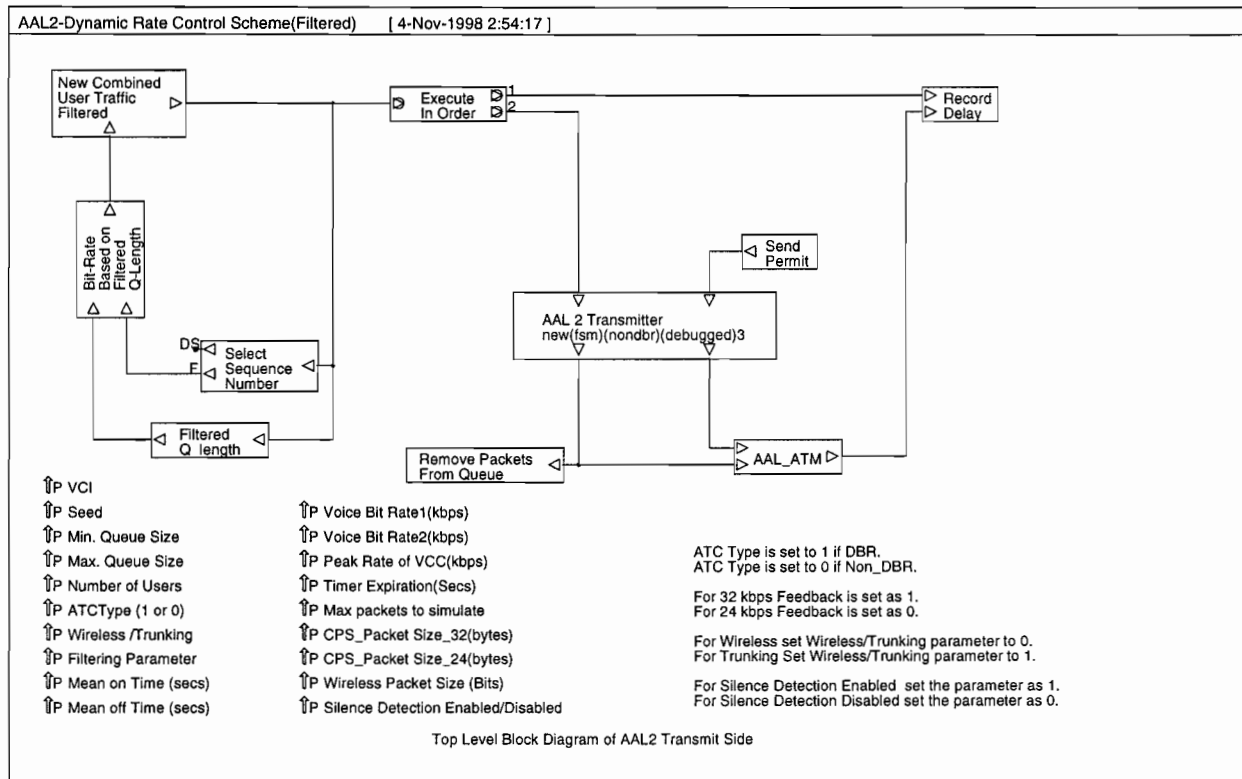 AAL2-Dynamic Rate Control Scheme(Filtered) [ 4-Nov-1998 2:54:17 ]
New Combined
User Traffic
Filtered
Execute
In Order
1
2
Record
Delay
Bit-Rate
Based on
Filtered
Q-Length
Send
Permit
AAL 2 Transmitter
new(fsm)(nondbr)(debugged)3
DS
F
Select
Sequence
Number
Filtered
Q_length
Remove Packets
From Queue
AAL_ATM
⇑P VCI
⇑P Seed
⇑P Min. Queue Size
⇑P Max. Queue Size
⇑P Number of Users
⇑P ATCType (1 or 0)
⇑P Wireless /Trunking
⇑P Filtering Parameter
⇑P Mean on Time (secs)
⇑P Mean off Time (secs)
⇑P Voice Bit Rate1(kbps)
⇑P Voice Bit Rate2(kbps)
⇑P Peak Rate of VCC(kbps)
⇑P Timer Expiration(Secs)
⇑P Max packets to simulate
⇑P CPS_Packet Size_32(bytes)
⇑P CPS_Packet Size_24(bytes)
⇑P Wireless Packet Size (Bits)
⇑P Silence Detection Enabled/Disabled
ATC Type is set to 1 if DBR.
ATC Type is set to 0 if Non_DBR.
For 32 kbps Feedback is set as 1.
For 24 kbps Feedback is set as 0.
For Wireless set Wireless/Trunking parameter to 0.
For Trunking Set Wireless/Trunking parameter to 1.
For Silence Detection Enabled set the parameter as 1.
For Silence Detection Disabled set the parameter as 0.
Top Level Block Diagram of AAL2 Transmit Side